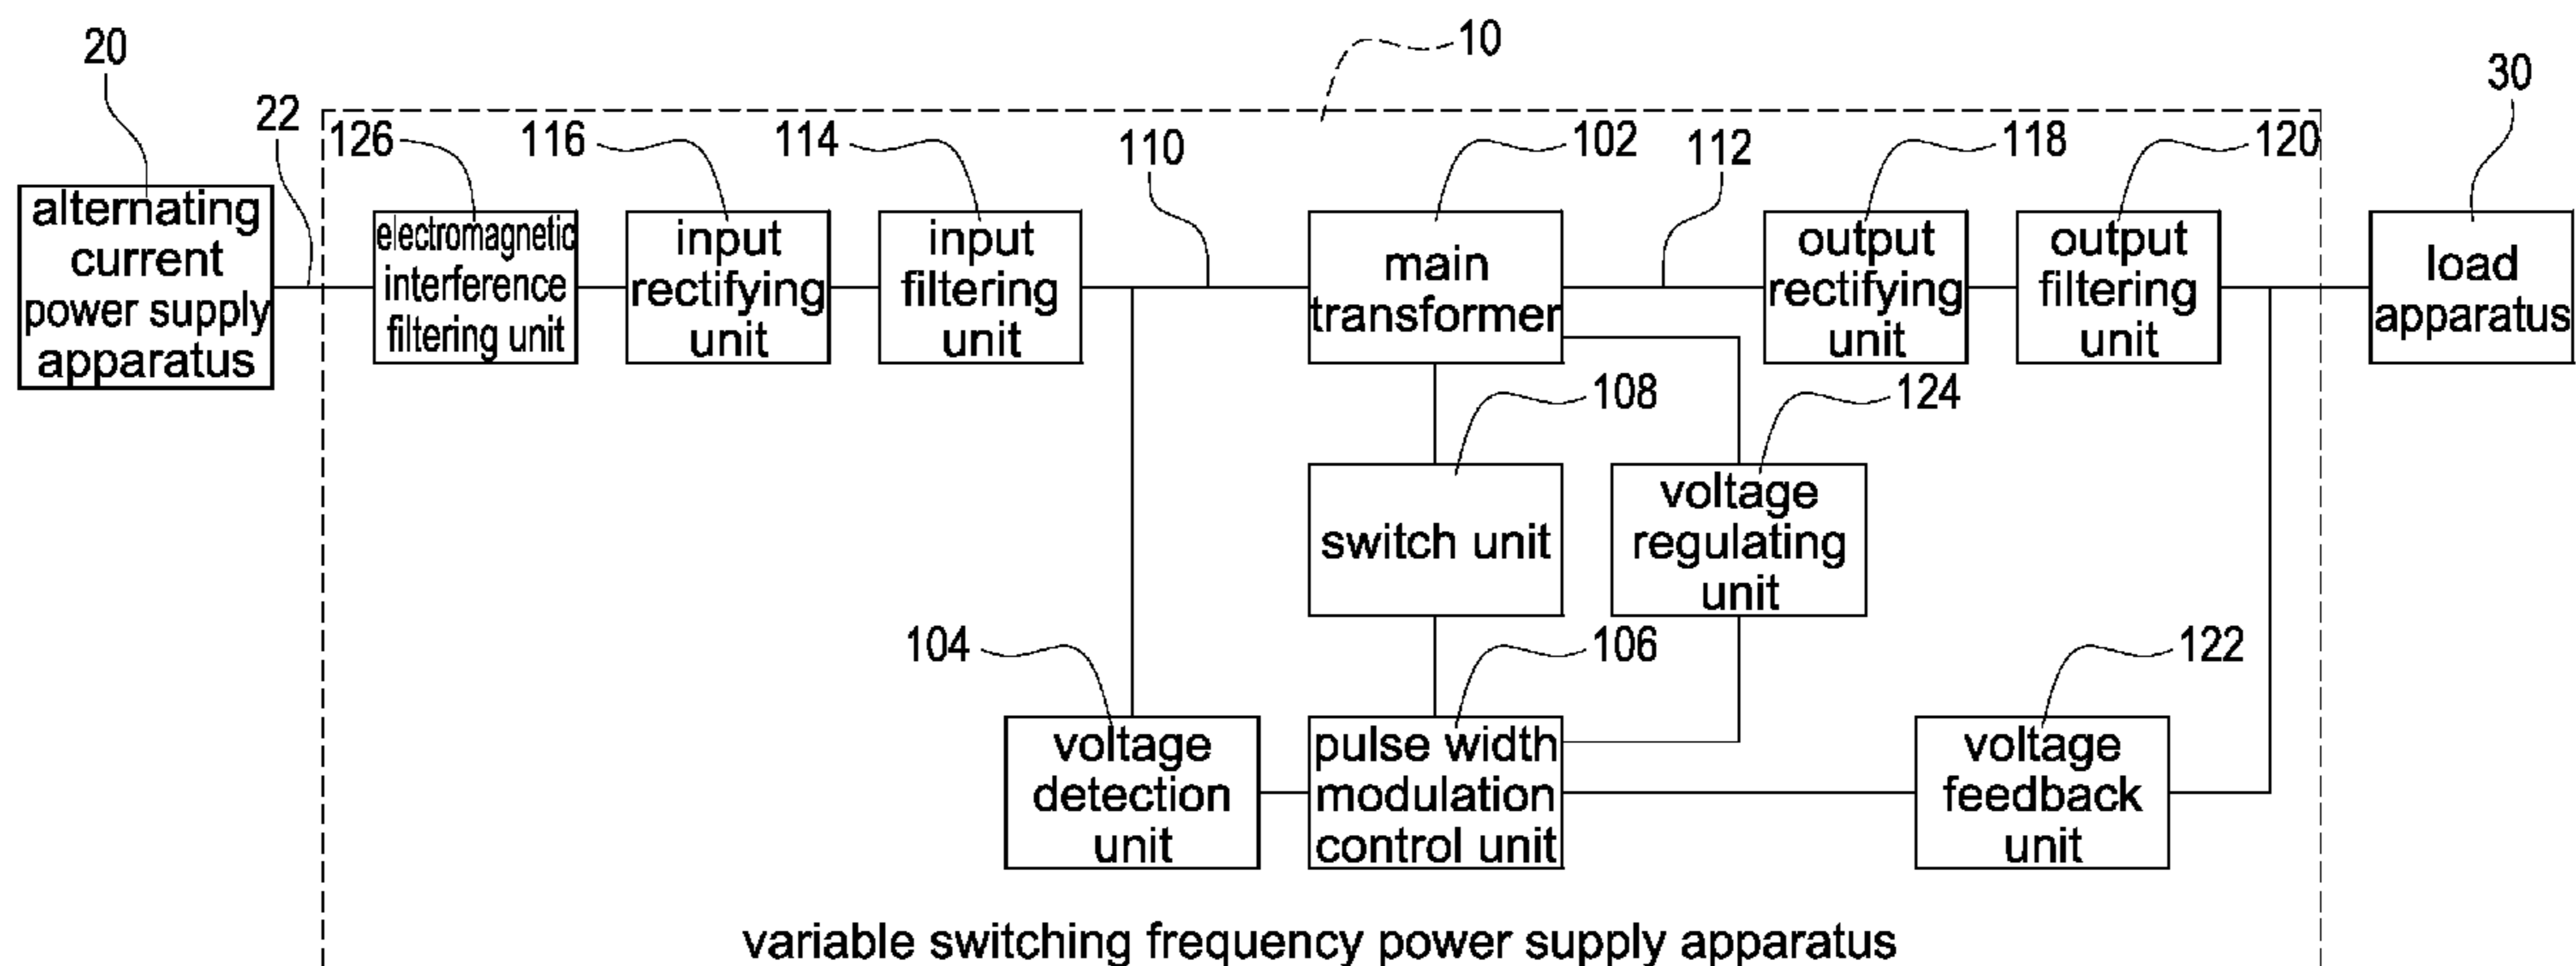 10
20
30
22
126
116
114
110
102
112
118
120
alternating
current
power supply
apparatus
electromagnetic
interference
filtering unit
input
rectifying
unit
input
filtering
unit
main
transformer
output
rectifying
unit
output
filtering
unit
load
apparatus
108
124
switch unit
voltage
regulating
unit
104
106
122
voltage
detection
unit
pulse width
modulation
control unit
voltage
feedback
unit
variable switching frequency power supply apparatus